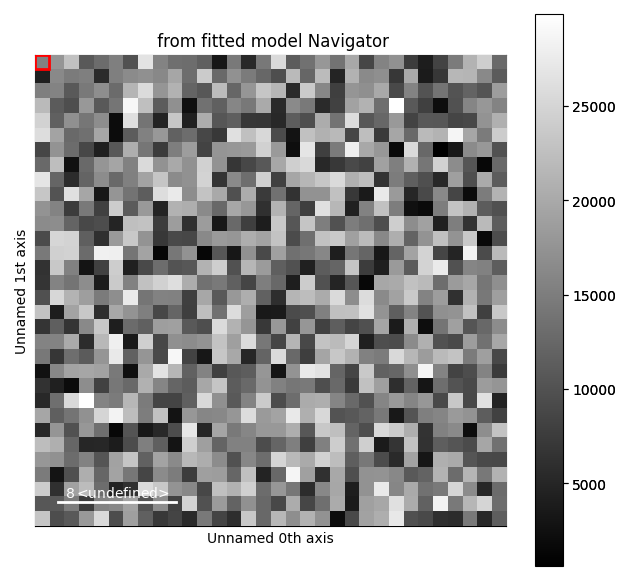 from fitted model Navigator
25000
20000
15000
10000
5000
Unnamed 1st axis
8 <undefined>
Unnamed 0th axis